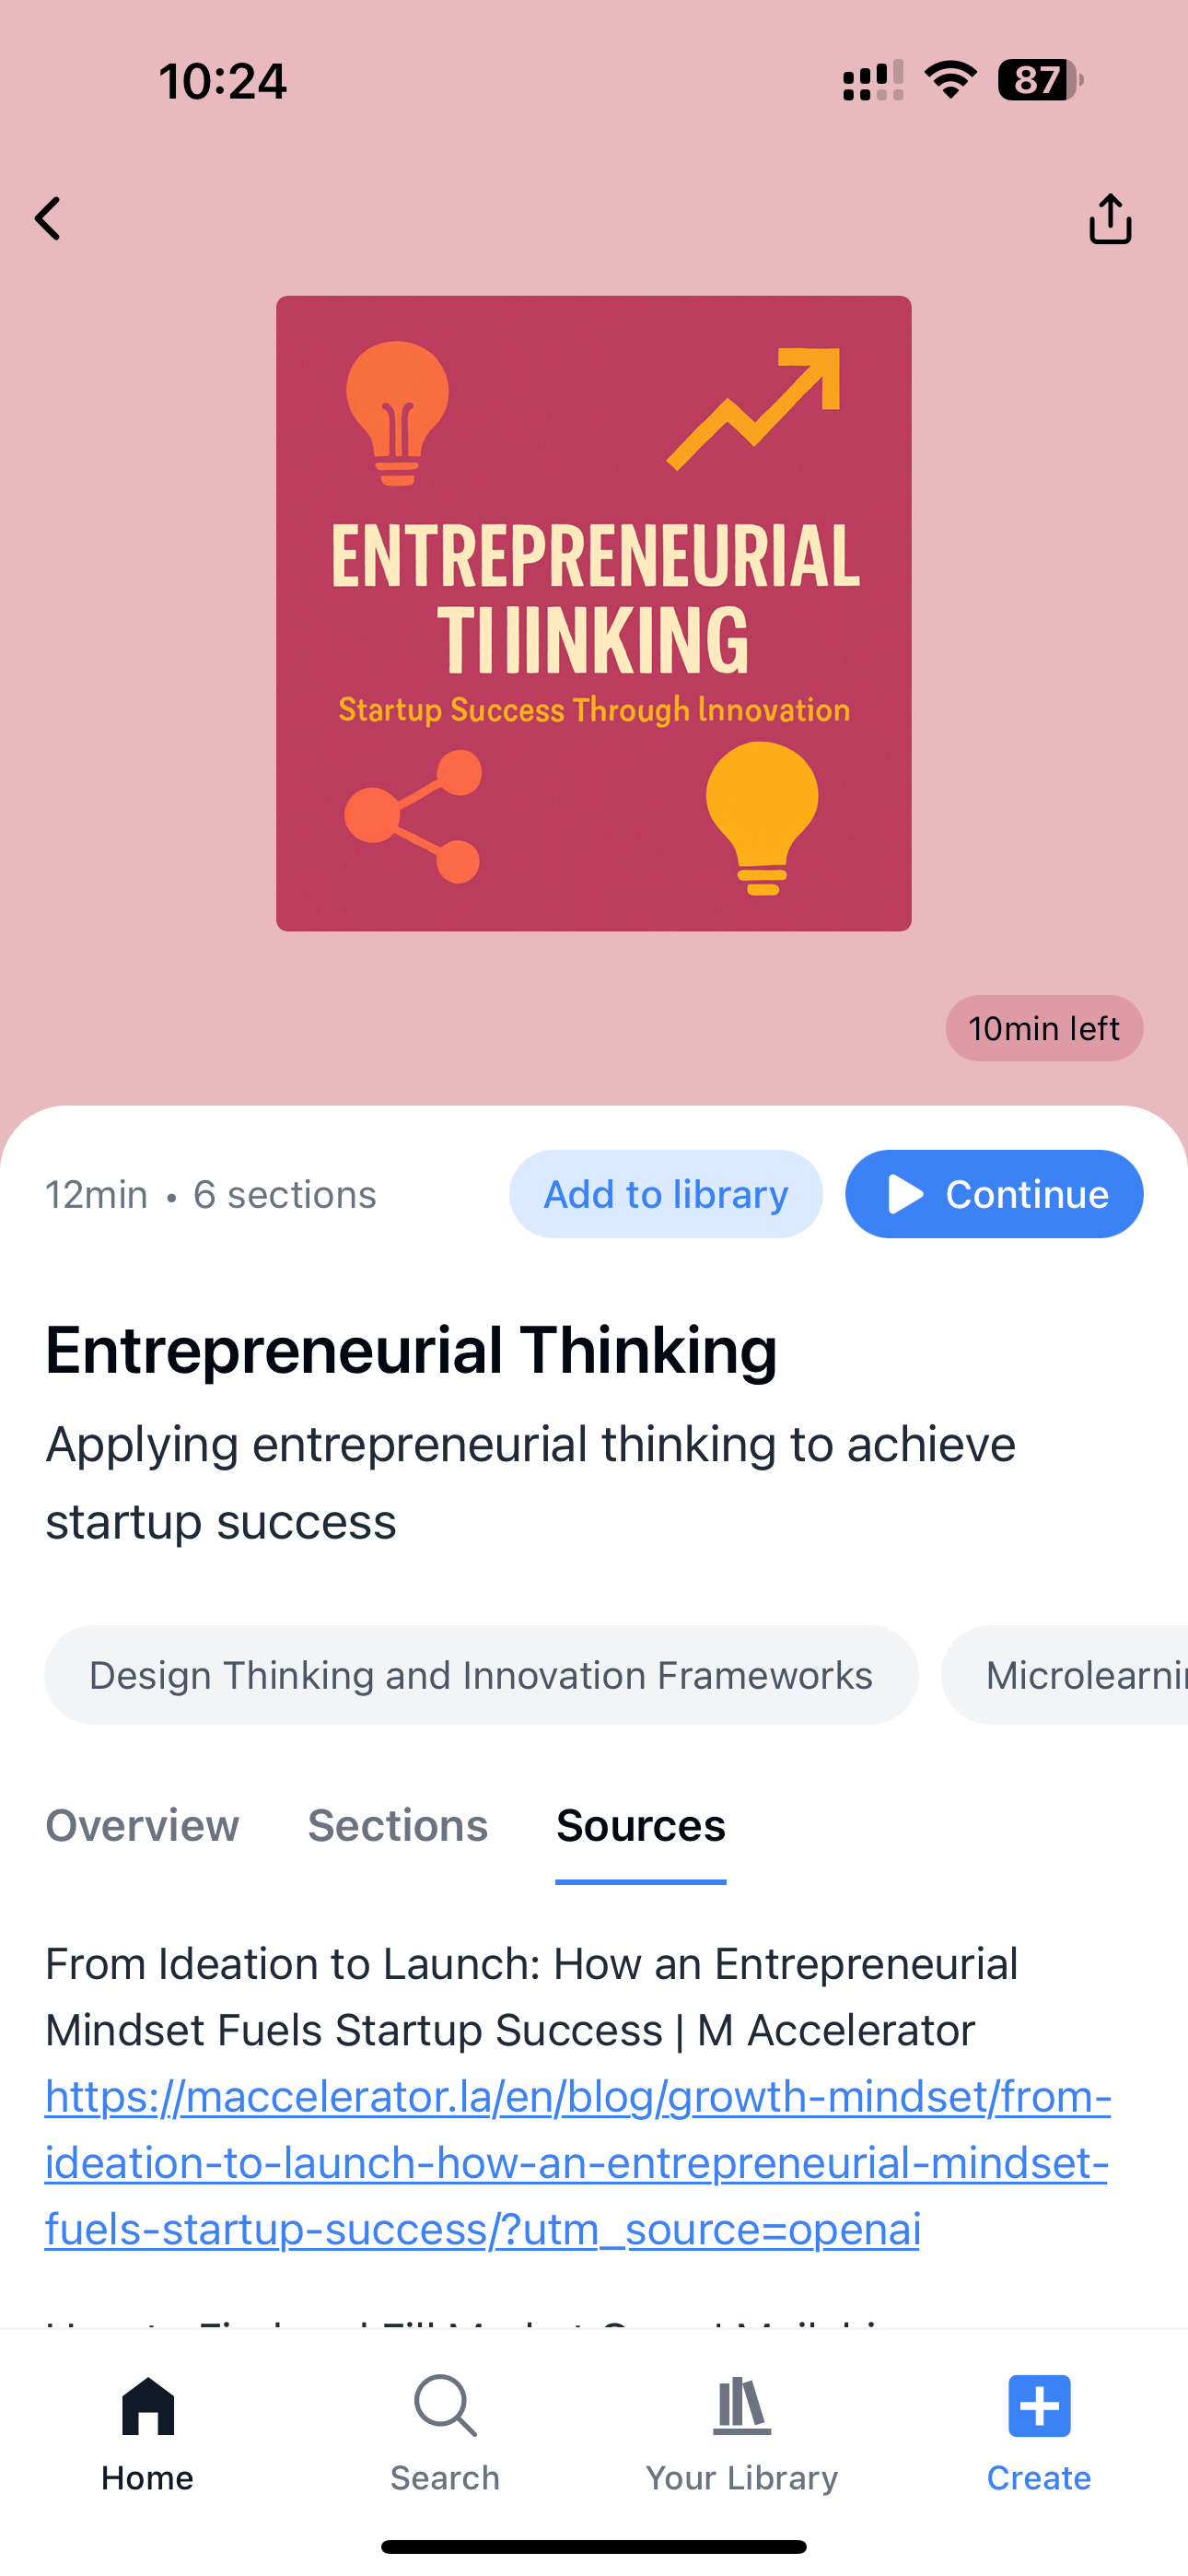 10:24
87
ENTREPRENEURIAL
TIIINKING
Startup Success Through Innovation
10min left
12min • 6 sections
Add to library
Continue
Entrepreneurial Thinking
Applying entrepreneurial thinking to achieve
startup success
Design Thinking and Innovation Frameworks
Microlearni
Overview
Sections
Sources
From Ideation to Launch: How an Entrepreneurial
Mindset Fuels Startup Success | M Accelerator
https://maccelerator.la/en/blog/growth-mindset/from-
ideation-to-launch-how-an-entrepreneurial-mindset-
fuels-startup-success/?utm_source=openai
Home
Search
Your Library
Create